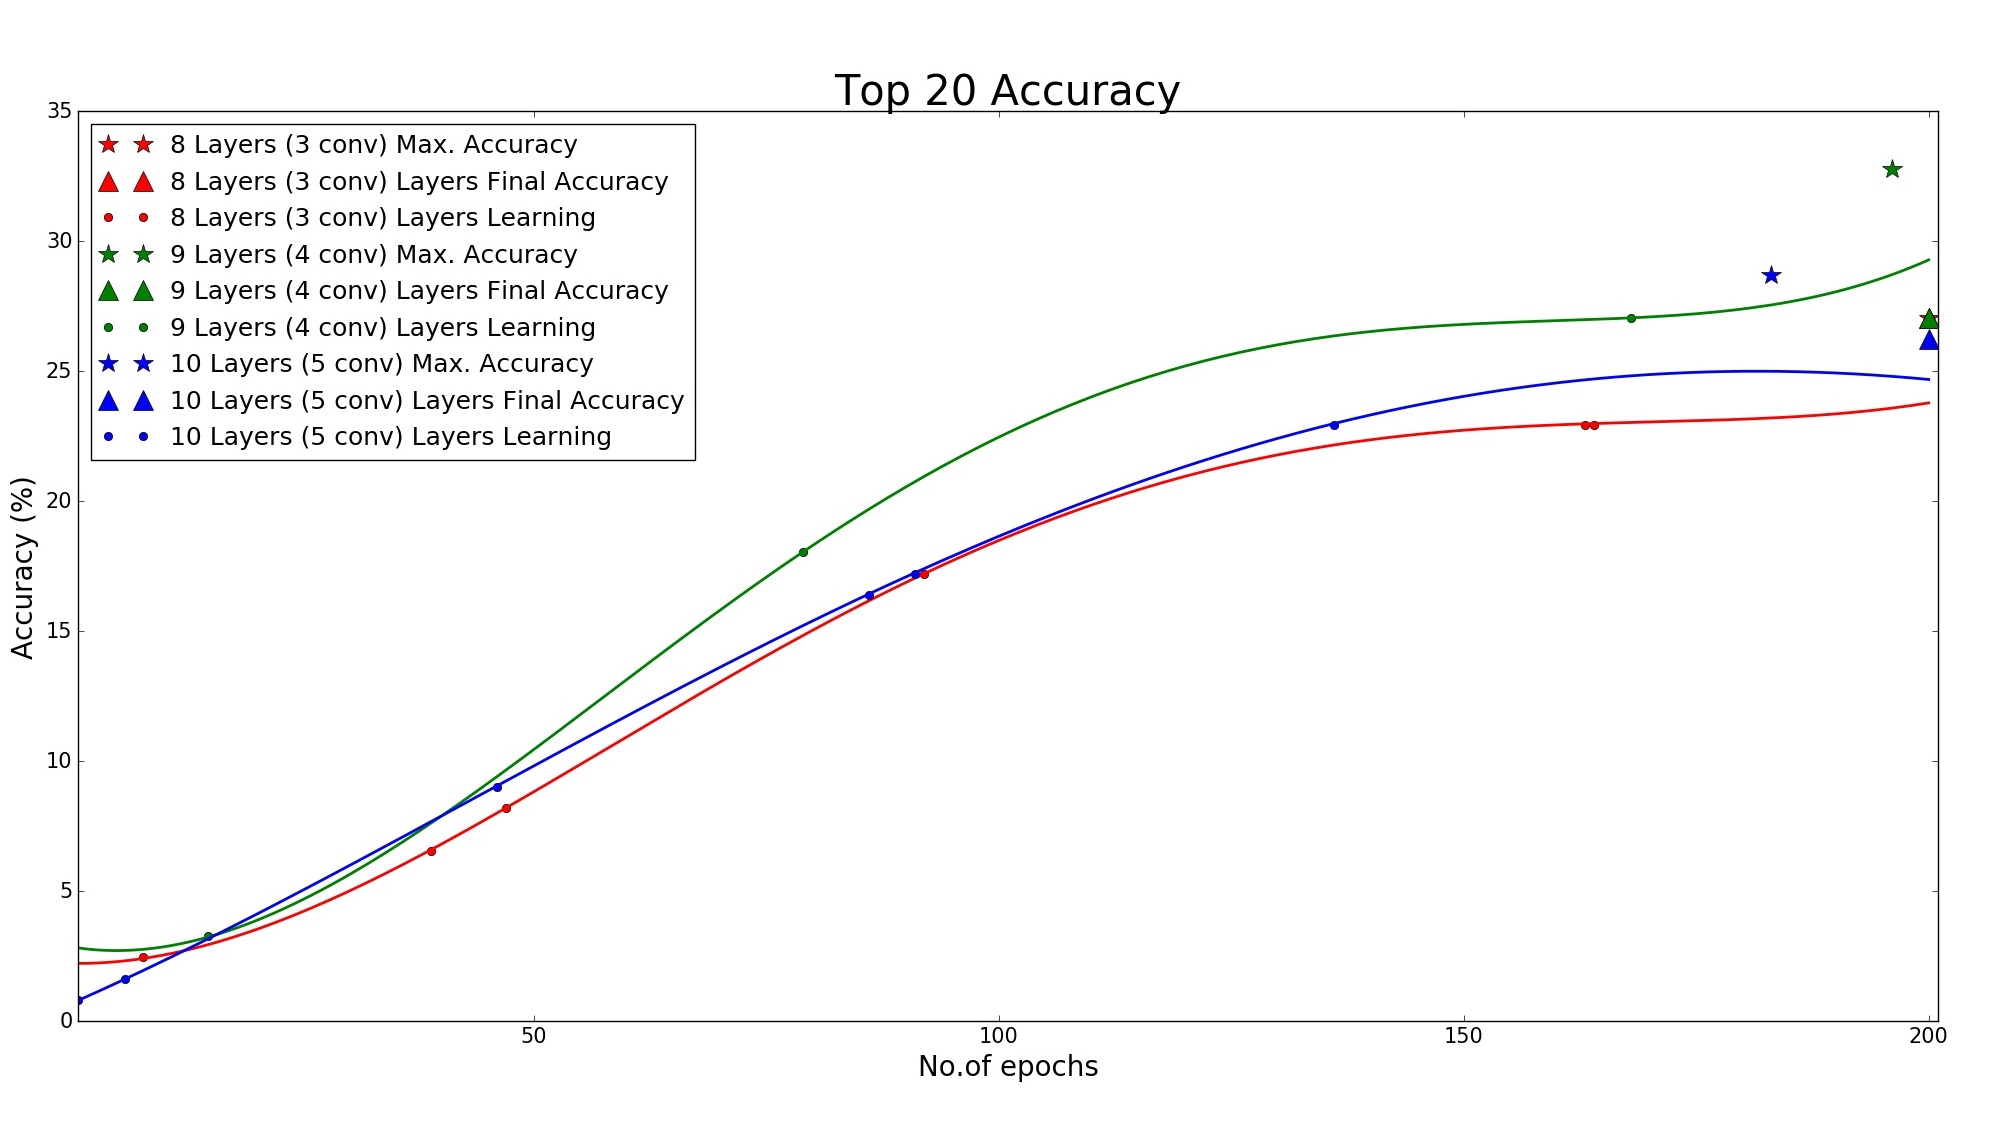 Top 20 Accuracy
35
30
25
20
15
10
5
0
Accuracy (%)
8 Layers (3 conv) Max. Accuracy
8 Layers (3 conv) Layers Final Accuracy
8 Layers (3 conv) Layers Learning
9 Layers (4 conv) Max. Accuracy
9 Layers (4 conv) Layers Final Accuracy
9 Layers (4 conv) Layers Learning
10 Layers (5 conv) Max. Accuracy
10 Layers (5 conv) Layers Final Accuracy
10 Layers (5 conv) Layers Learning
50 100 150 200
No.of epochs